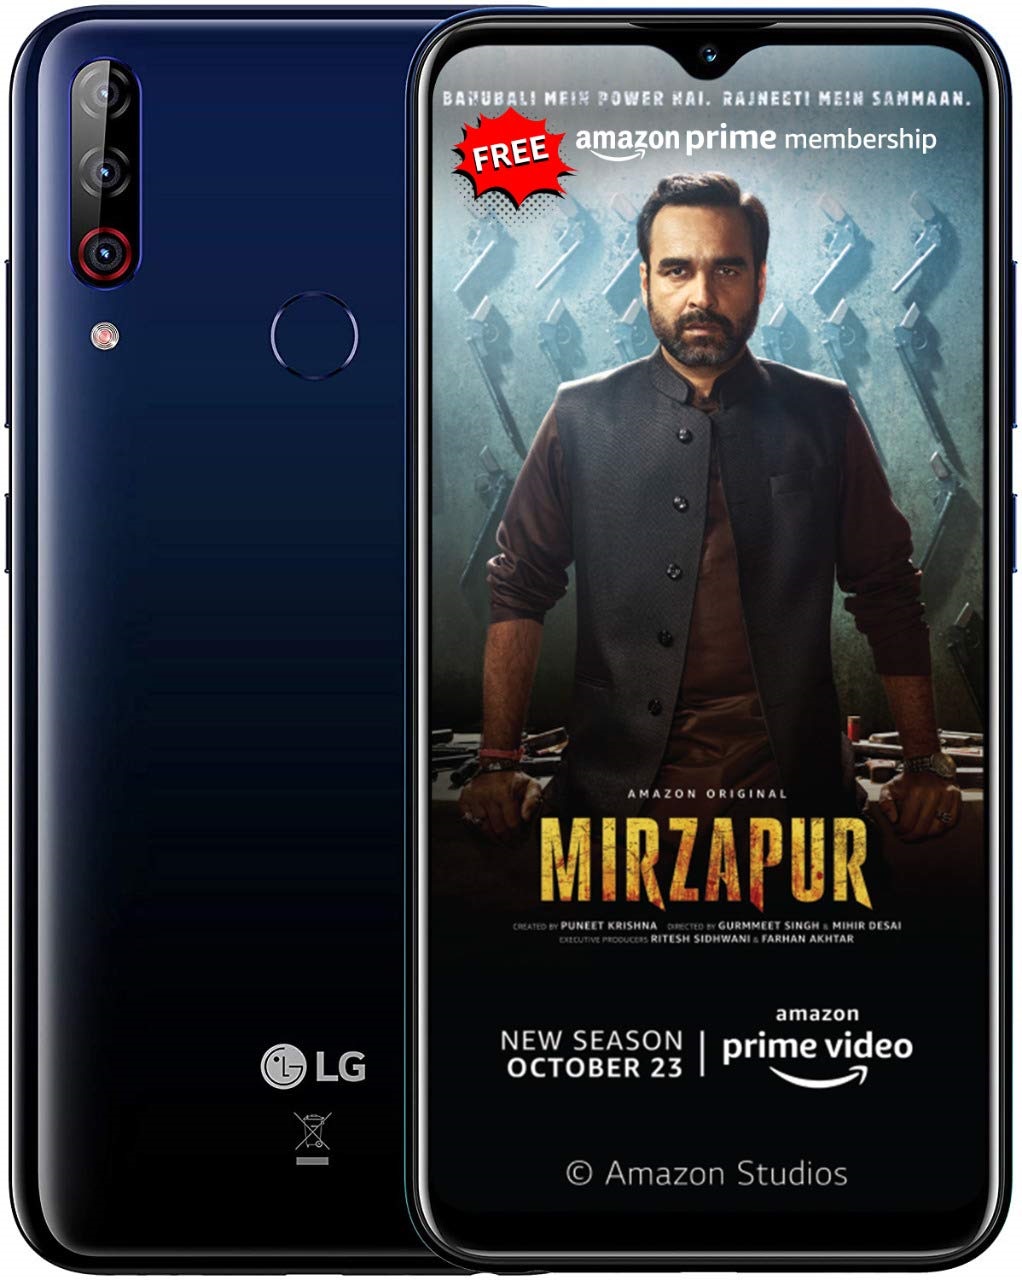 BAHUBALI MEIN POWER HAI. RAJNEETI MEIN SAMMAAN.
FREE amazon prime membership
AMAZON ORIGINAL
MIRZAPUR
CREATED BY PUNEET KRISHNA DIRECTED BY GURMMEET SINGH & MIHIR DESAI
EXECUTIVE PRODUCERS RITESH SIDHWANI & FARHAN AKHTAR
NEW SEASON
OCTOBER 23
amazon
prime video
© Amazon Studios
LG